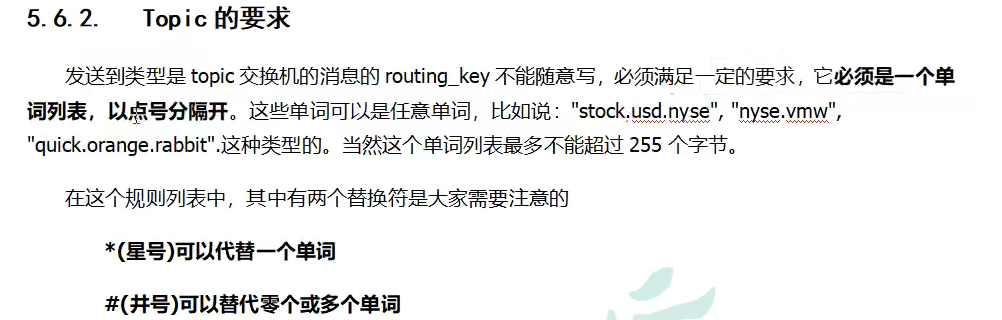 5.6.2. Topic 的要求
发送到类型是 topic 交换机的消息的 routing_key 不能随意写，必须满足一定的要求，它必须是一个单
词列表，以点号分隔开。这些单词可以是任意单词，比如说："stock.usd.nyse", "nyse.vmw",
"quick.orange.rabbit".这种类型的。当然这个单词列表最多不能超过 255 个字节。
在这个规则列表中，其中有两个替换符是大家需要注意的
*(星号)可以代替一个单词
#(井号)可以替代零个或多个单词